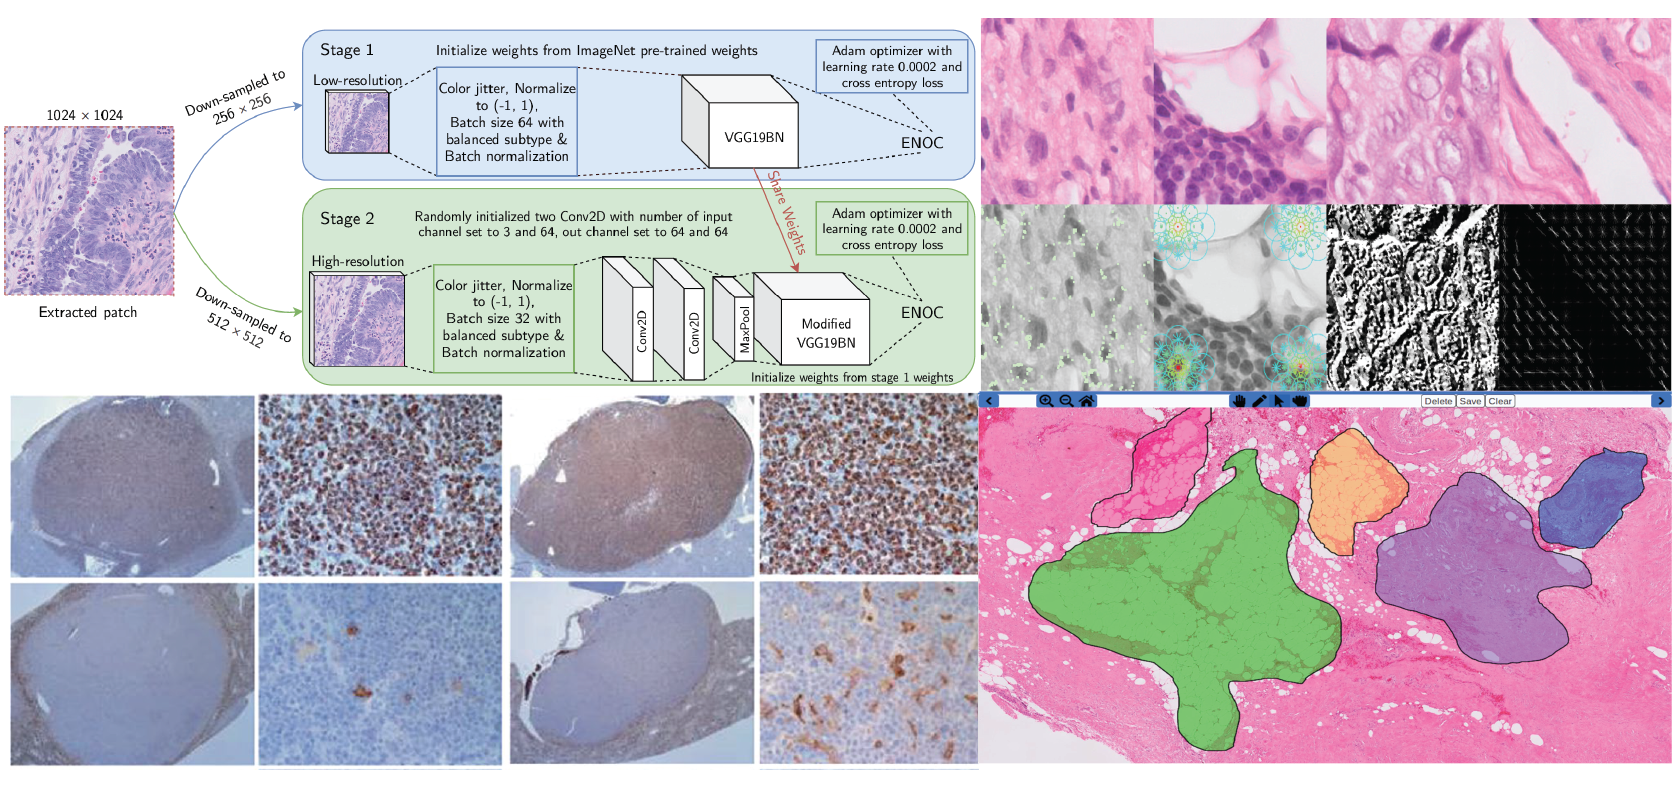 1024 × 1024
Extracted patch
Down-sampled to
256 × 256
Down-sampled to
512 × 512
Stage 1
Initialize weights from ImageNet pre-trained weights
Low-resolution
Color jitter, Normalize
to (-1, 1),
Batch size 64 with
balanced subtype &
Batch normalization
VGG19BN
Adam optimizer with
learning rate 0.0002 and
cross entropy loss
ENOC
Share Weights
Stage 2
Randomly initialized two Conv2D with number of input
channel set to 3 and 64, out channel set to 64 and 64
High-resolution
Color jitter, Normalize
to (-1, 1),
Batch size 32 with
balanced subtype &
Batch normalization
Conv2D
Conv2D
MaxPool
Modified
VGG19BN
Adam optimizer with
learning rate 0.0002 and
cross entropy loss
ENOC
Initialize weights from stage 1 weights
Delete Save Clear